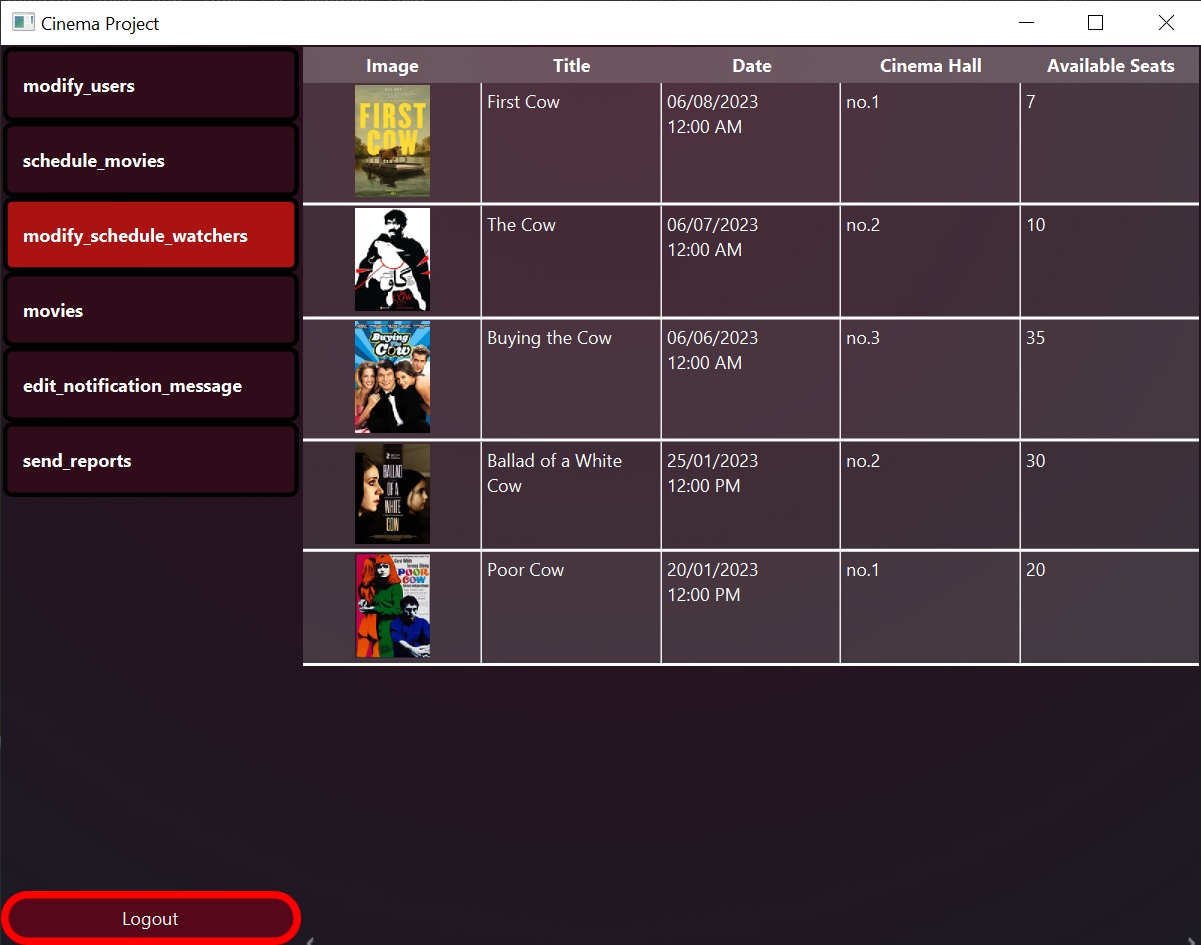 Cinema Project
modify_users
schedule_movies
modify_schedule_watchers
movies
edit_notification_message
send_reports
Logout
Image Title Date Cinema Hall Available Seats
FIRST
COW
First Cow 06/08/2023 no.1 7
12:00 AM
گاو
The Cow 06/07/2023 no.2 10
12:00 AM
Buying
the
Cow
Buying the Cow 06/06/2023 no.3 35
12:00 AM
BALLAD
OF A
WHITE
COW
Ballad of a White 25/01/2023 no.2 30
Cow 12:00 PM
POOR
COW
Poor Cow 20/01/2023 no.1 20
12:00 PM